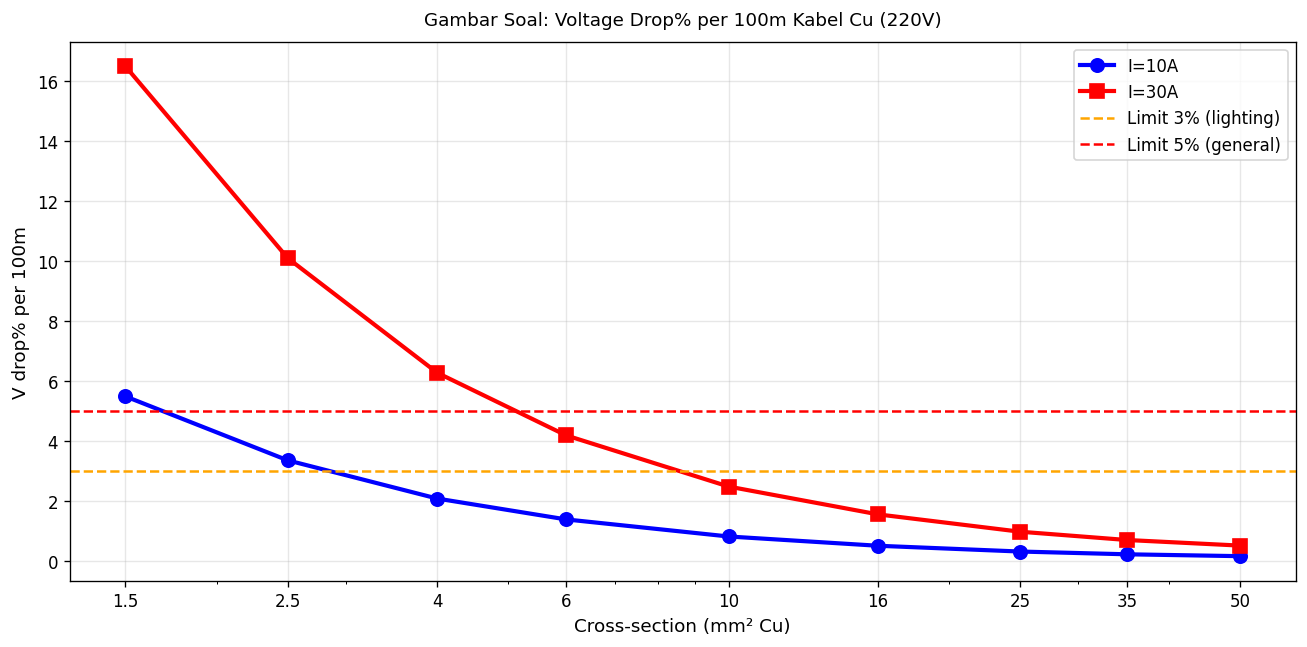 Gambar Soal: Voltage Drop% per 100m Kabel Cu (220V)
I=10A
I=30A
Limit 3% (lighting)
Limit 5% (general)
V drop% per 100m
16
14
12
10
8
6
4
2
0
1.5 2.5 4 6 10 16 25 35 50
Cross-section (mm² Cu)